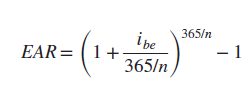 EAR = (1 + i_be / (365/n))^(365/n) − 1